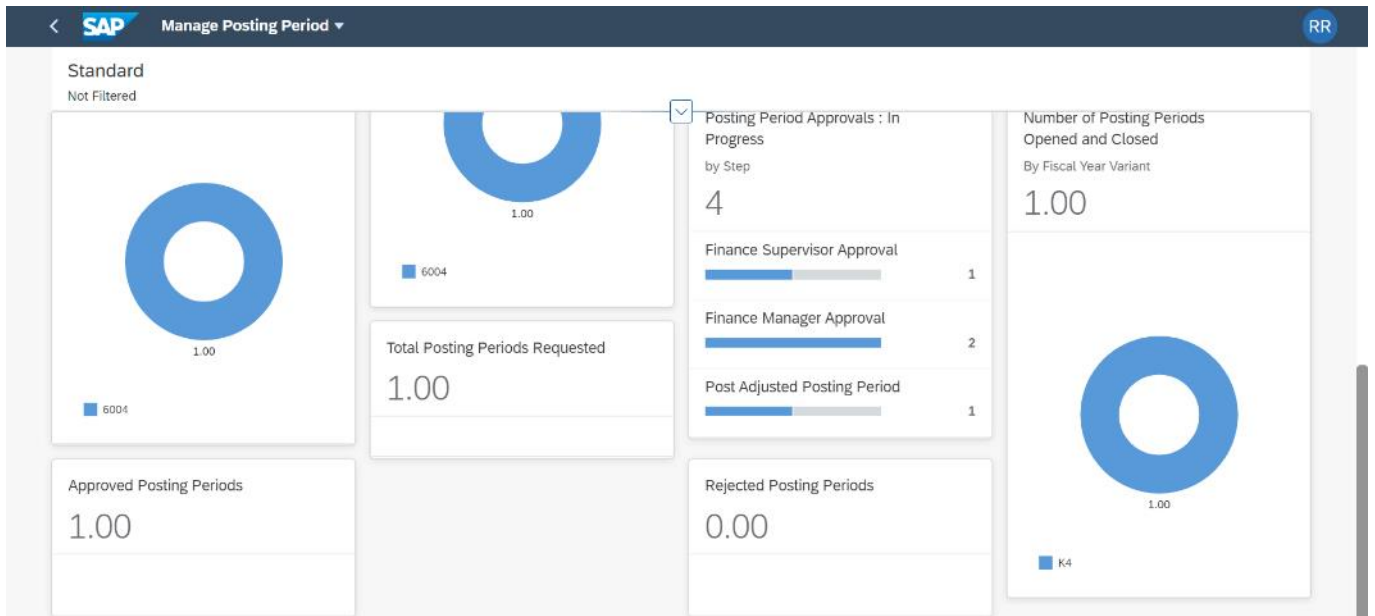 SAP
Manage Posting Period
RR
Standard
Not Filtered
1.00
6004
Approved Posting Periods
1.00
1.00
6004
Total Posting Periods Requested
1.00
Posting Period Approvals : In
Progress
by Step
4
Finance Supervisor Approval
1
Finance Manager Approval
2
Post Adjusted Posting Period
1
Rejected Posting Periods
0.00
Number of Posting Periods
Opened and Closed
By Fiscal Year Variant
1.00
1.00
K4